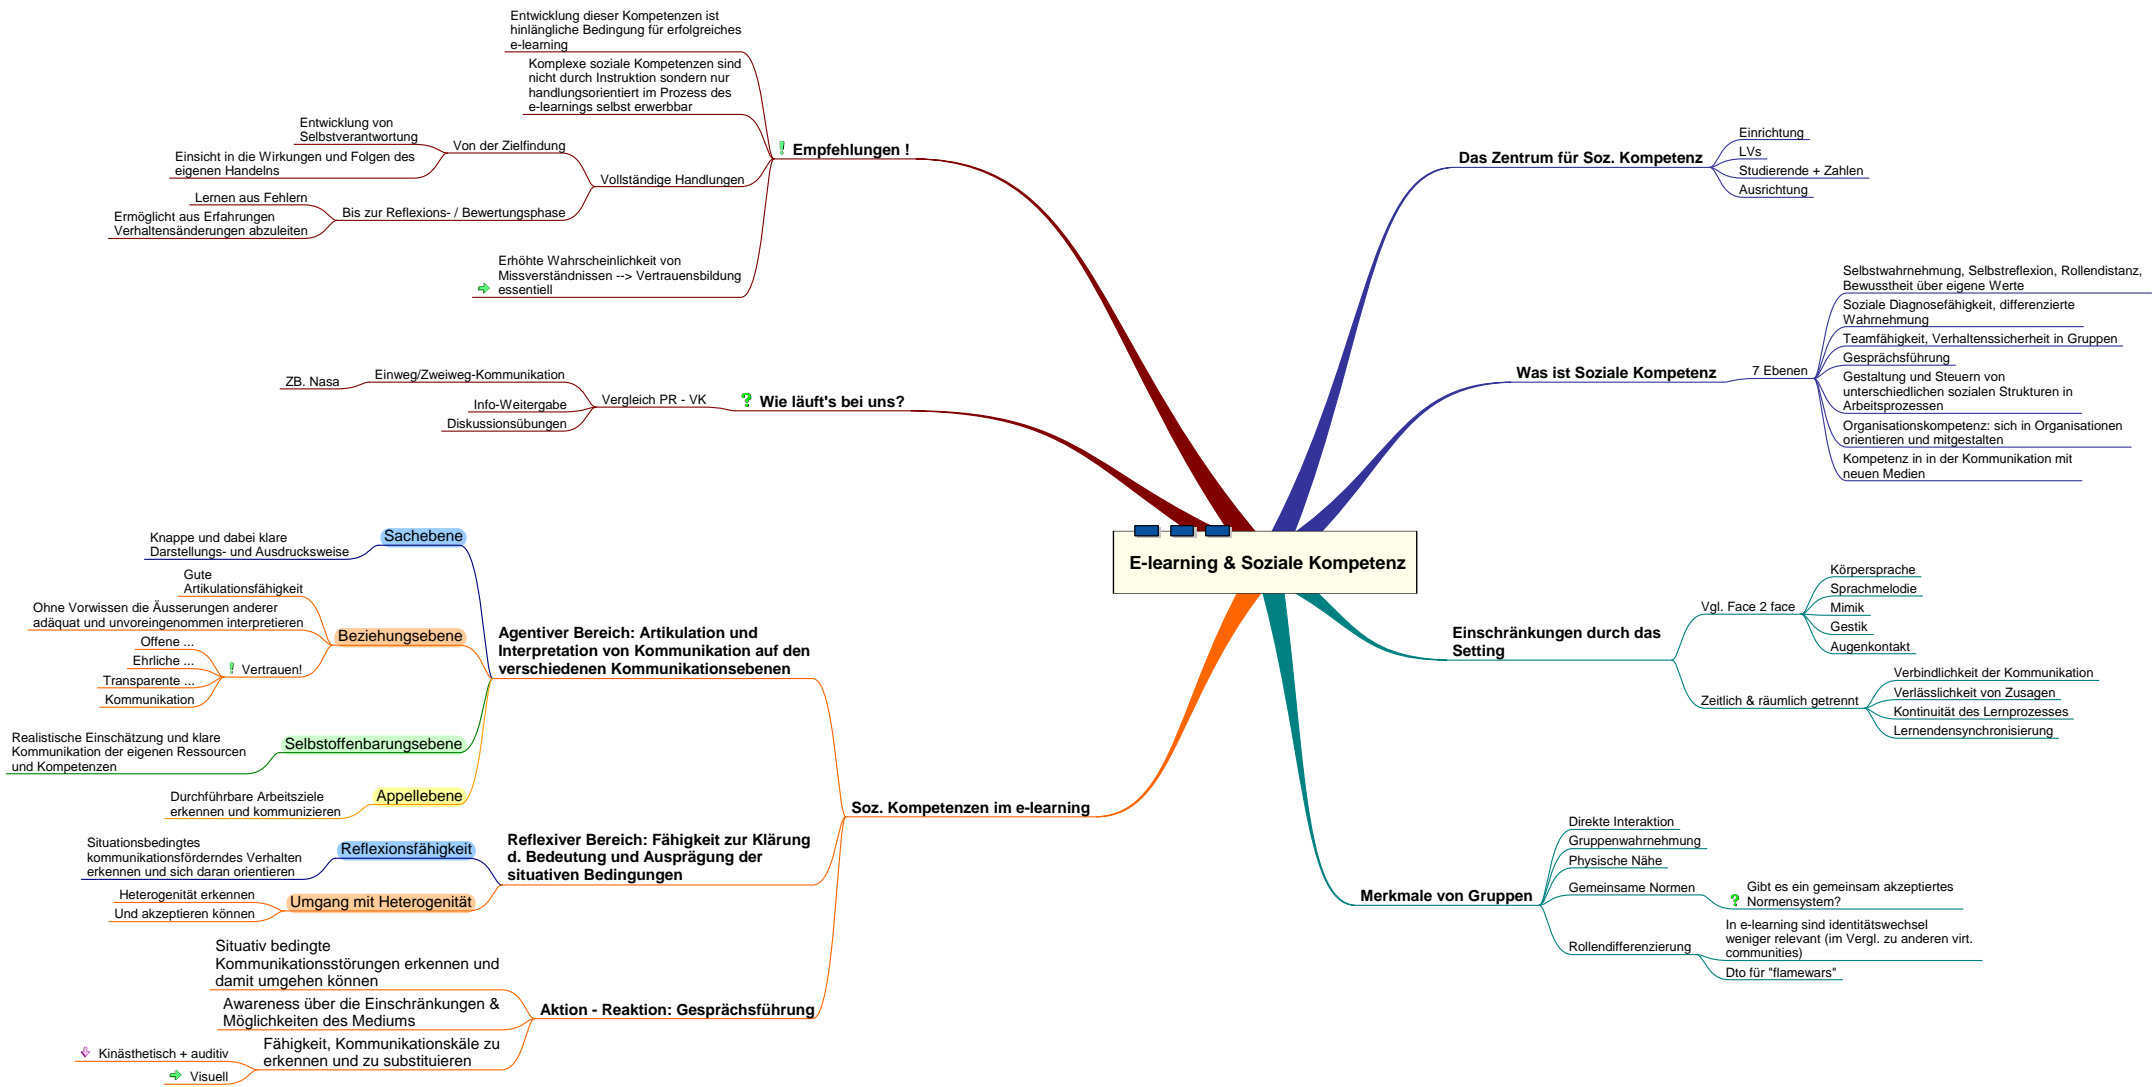 E-learning & Soziale Kompetenz
Das Zentrum für Soz. Kompetenz
Einrichtung
LVs
Studierende + Zahlen
Ausrichtung
Was ist Soziale Kompetenz
7 Ebenen
Selbstwahrnehmung, Selbstreflexion, Rollendistanz,
Bewusstheit über eigene Werte
Soziale Diagnosefähigkeit, differenzierte
Wahrnehmung
Teamfähigkeit, Verhaltenssicherheit in Gruppen
Gesprächsführung
Gestaltung und Steuern von
unterschiedlichen sozialen Strukturen in
Arbeitsprozessen
Organisationskompetenz: sich in Organisationen
orientieren und mitgestalten
Kompetenz in in der Kommunikation mit
neuen Medien
Einschränkungen durch das
Setting
Vgl. Face 2 face
Körpersprache
Sprachmelodie
Mimik
Gestik
Augenkontakt
Zeitlich & räumlich getrennt
Verbindlichkeit der Kommunikation
Verlässlichkeit von Zusagen
Kontinuität des Lernprozesses
Lernendensynchronisierung
Merkmale von Gruppen
Direkte Interaktion
Gruppenwahrnehmung
Physische Nähe
Gemeinsame Normen
? Gibt es ein gemeinsam akzeptiertes
Normensystem?
Rollendifferenzierung
In e-learning sind identitätswechsel
weniger relevant (im Vergl. zu anderen virt.
communities)
Dto für "flamewars"
Soz. Kompetenzen im e-learning
Agentiver Bereich: Artikulation und
Interpretation von Kommunikation auf den
verschiedenen Kommunikationsebenen
Sachebene
Knappe und dabei klare
Darstellungs- und Ausdrucksweise
Beziehungsebene
Gute
Artikulationsfähigkeit
Ohne Vorwissen die Äusserungen anderer
adäquat und unvoreingenommen interpretieren
! Vertrauen!
Offene ...
Ehrliche ...
Transparente ...
Kommunikation
Selbstoffenbarungsebene
Realistische Einschätzung und klare
Kommunikation der eigenen Ressourcen
und Kompetenzen
Appellebene
Durchführbare Arbeitsziele
erkennen und kommunizieren
Reflexiver Bereich: Fähigkeit zur Klärung
d. Bedeutung und Ausprägung der
situativen Bedingungen
Reflexionsfähigkeit
Situationsbedingtes
kommunikationsförderndes Verhalten
erkennen und sich daran orientieren
Umgang mit Heterogenität
Heterogenität erkennen
Und akzeptieren können
Aktion - Reaktion: Gesprächsführung
Situativ bedingte
Kommunikationsstörungen erkennen und
damit umgehen können
Awareness über die Einschränkungen &
Möglichkeiten des Mediums
Fähigkeit, Kommunikationskäle zu
erkennen und zu substituieren
Kinästhetisch + auditiv
Visuell
? Wie läuft's bei uns?
Vergleich PR - VK
Einweg/Zweiweg-Kommunikation
ZB. Nasa
Info-Weitergabe
Diskussionsübungen
! Empfehlungen !
Entwicklung dieser Kompetenzen ist
hinlängliche Bedingung für erfolgreiches
e-learning
Komplexe soziale Kompetenzen sind
nicht durch Instruktion sondern nur
handlungsorientiert im Prozess des
e-learnings selbst erwerbbar
Vollständige Handlungen
Von der Zielfindung
Entwicklung von
Selbstverantwortung
Einsicht in die Wirkungen und Folgen des
eigenen Handelns
Bis zur Reflexions- / Bewertungsphase
Lernen aus Fehlern
Ermöglicht aus Erfahrungen
Verhaltensänderungen abzuleiten
Erhöhte Wahrscheinlichkeit von
Missverständnissen --> Vertrauensbildung
essentiell